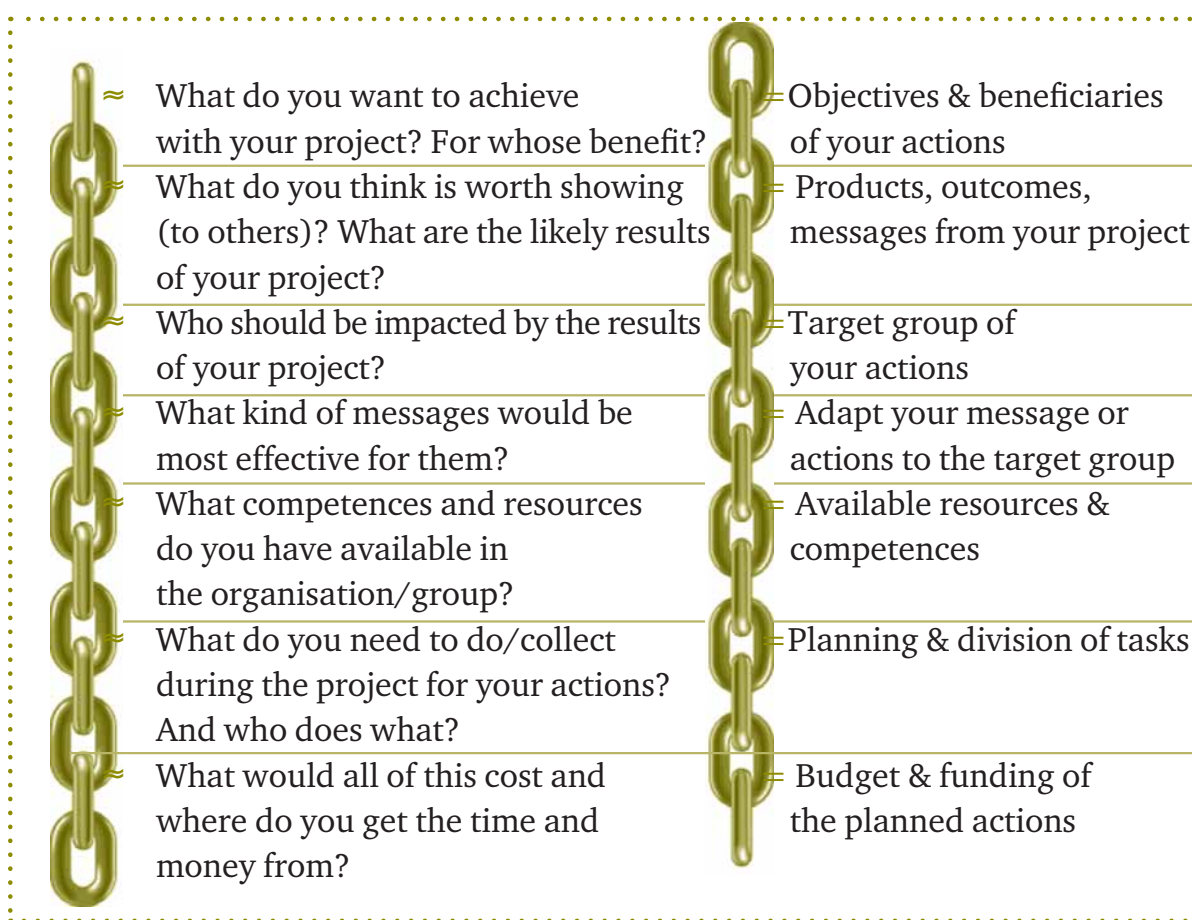 ≈ What do you want to achieve
with your project? For whose benefit?
= Objectives & beneficiaries
of your actions
≈ What do you think is worth showing
(to others)? What are the likely results
of your project?
= Products, outcomes,
messages from your project
≈ Who should be impacted by the results
of your project?
= Target group of
your actions
≈ What kind of messages would be
most effective for them?
= Adapt your message or
actions to the target group
≈ What competences and resources
do you have available in
the organisation/group?
= Available resources &
competences
≈ What do you need to do/collect
during the project for your actions?
And who does what?
= Planning & division of tasks
≈ What would all of this cost and
where do you get the time and
money from?
= Budget & funding of
the planned actions